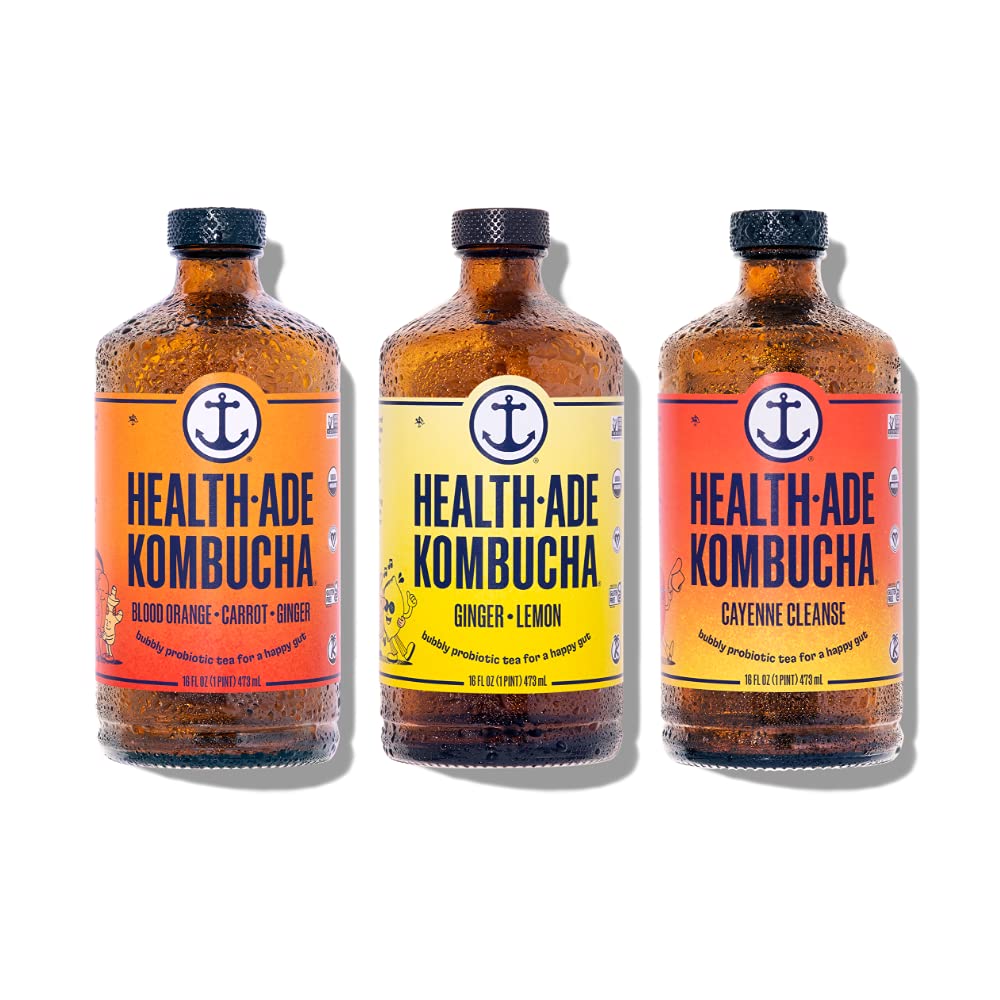 HEALTH·ADE
KOMBUCHA
BLOOD ORANGE • CARROT • GINGER
bubbly probiotic tea for a happy gut
16 FL OZ (1 PINT) 473 mL
HEALTH·ADE
KOMBUCHA
GINGER • LEMON
bubbly probiotic tea for a happy gut
16 FL OZ (1 PINT) 473 mL
HEALTH·ADE
KOMBUCHA
CAYENNE CLEANSE
bubbly probiotic tea for a happy gut
16 FL OZ (1 PINT) 473 mL